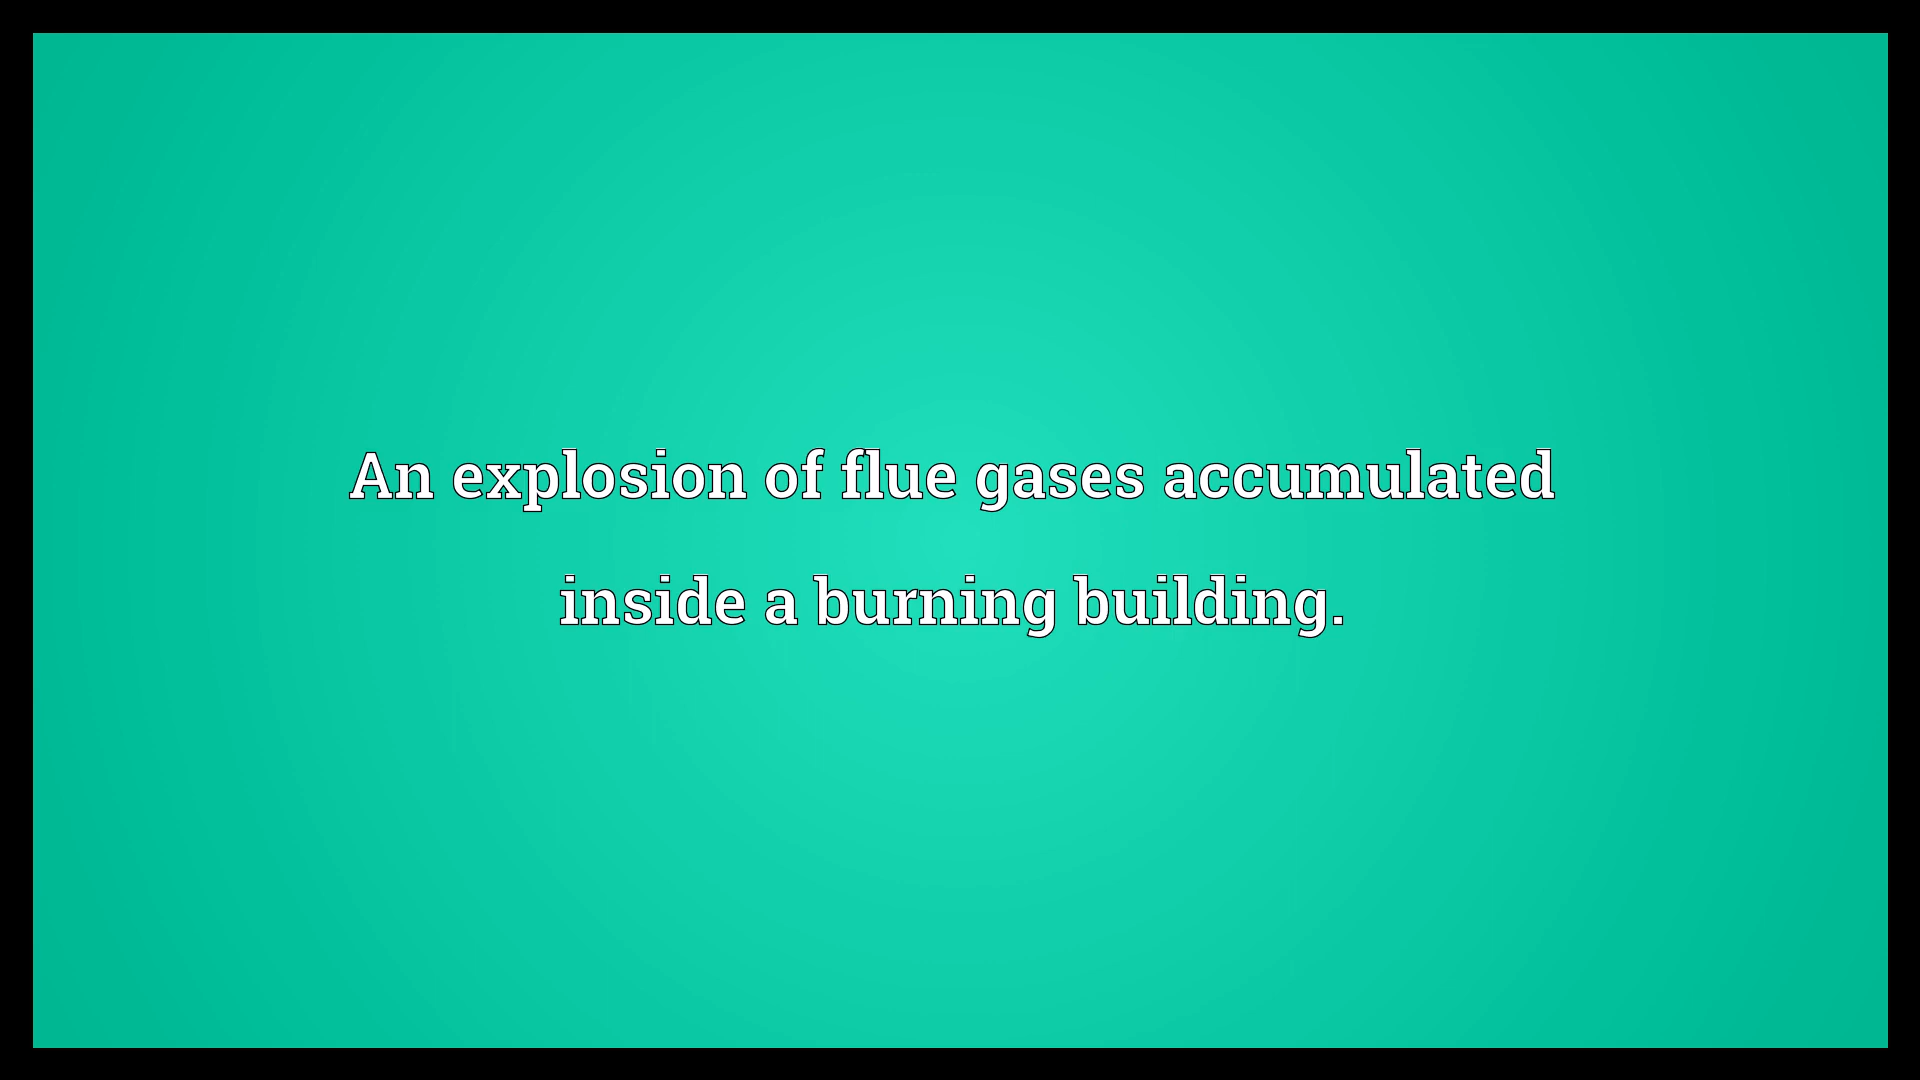 An explosion of flue gases accumulated
inside a burning building.